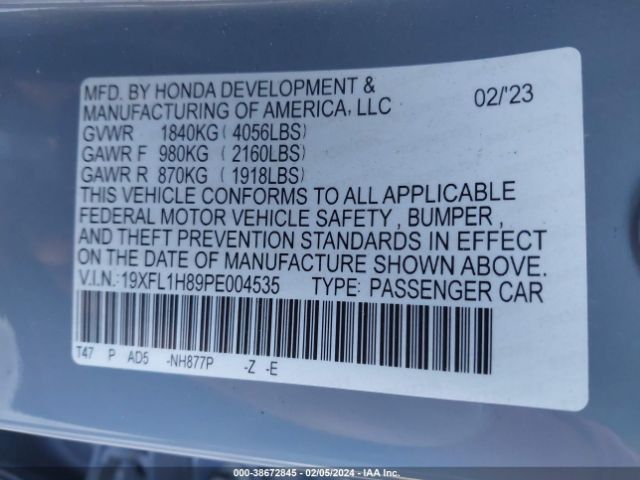 MFD. BY HONDA DEVELOPMENT &
MANUFACTURING OF AMERICA, LLC 02/'23
GVWR 1840KG (4056LBS)
GAWR F 980KG (2160LBS)
GAWR R 870KG (1918LBS)
THIS VEHICLE CONFORMS TO ALL APPLICABLE
FEDERAL MOTOR VEHICLE SAFETY, BUMPER,
AND THEFT PREVENTION STANDARDS IN EFFECT
ON THE DATE OF MANUFACTURE SHOWN ABOVE.
V.I.N.: 19XFL1H89PE004535 TYPE: PASSENGER CAR
T47 P AD5 -NH877P -Z -E
000-38672845 - 02/05/2024 - IAA Inc.